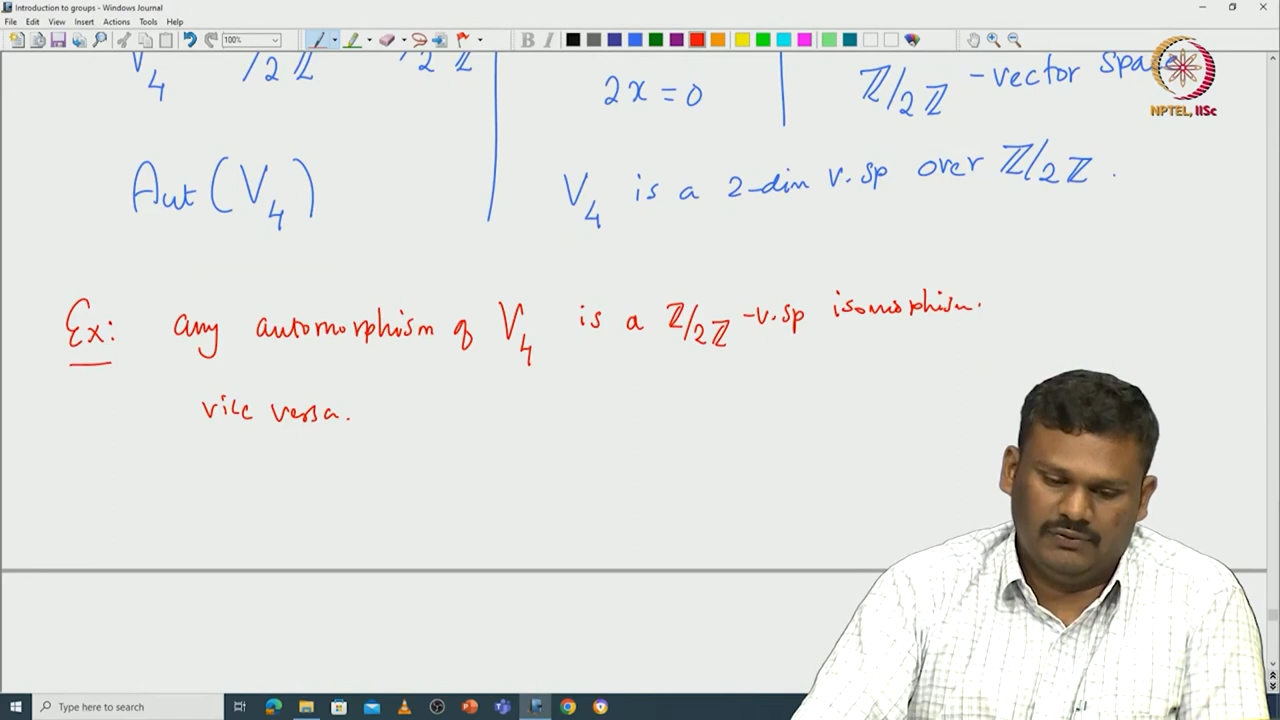 Introduction to groups - Windows Journal
File Edit View Insert Actions Tools Help
100%
B I
V₄ /2ℤ /2ℤ
2x = 0
ℤ/2ℤ - vector space
NPTEL, IISc
Aut(V₄)
V₄ is a 2-dim v.sp over ℤ/2ℤ.
Ex: any automorphism of V₄ is a ℤ/2ℤ -v.sp isomorphism.
vice versa.
Type here to search